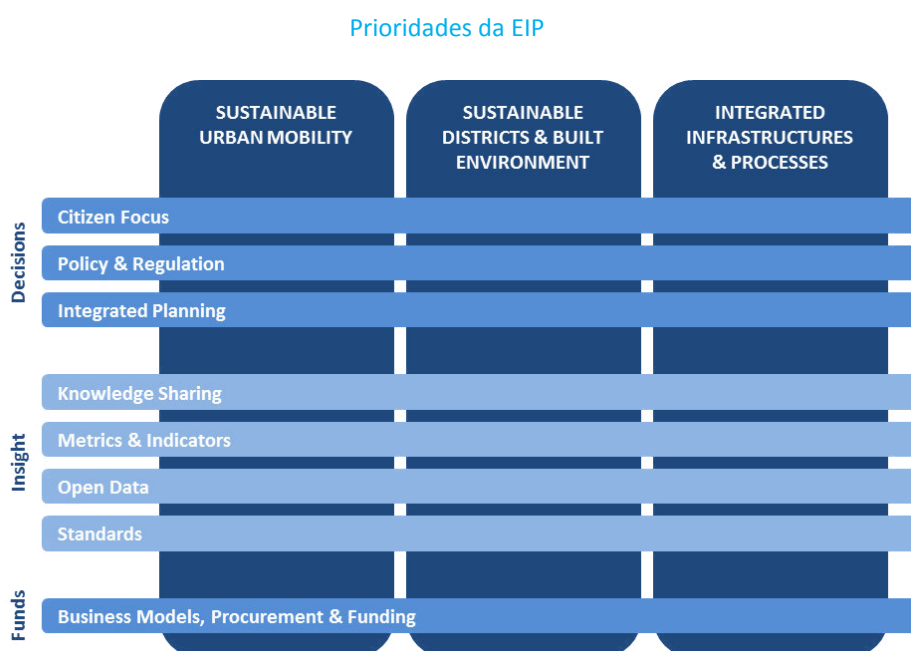 Prioridades da EIP
SUSTAINABLE
URBAN MOBILITY
SUSTAINABLE
DISTRICTS & BUILT
ENVIRONMENT
INTEGRATED
INFRASTRUCTURES
& PROCESSES
Decisions
Citizen Focus
Policy & Regulation
Integrated Planning
Insight
Knowledge Sharing
Metrics & Indicators
Open Data
Standards
Funds
Business Models, Procurement & Funding